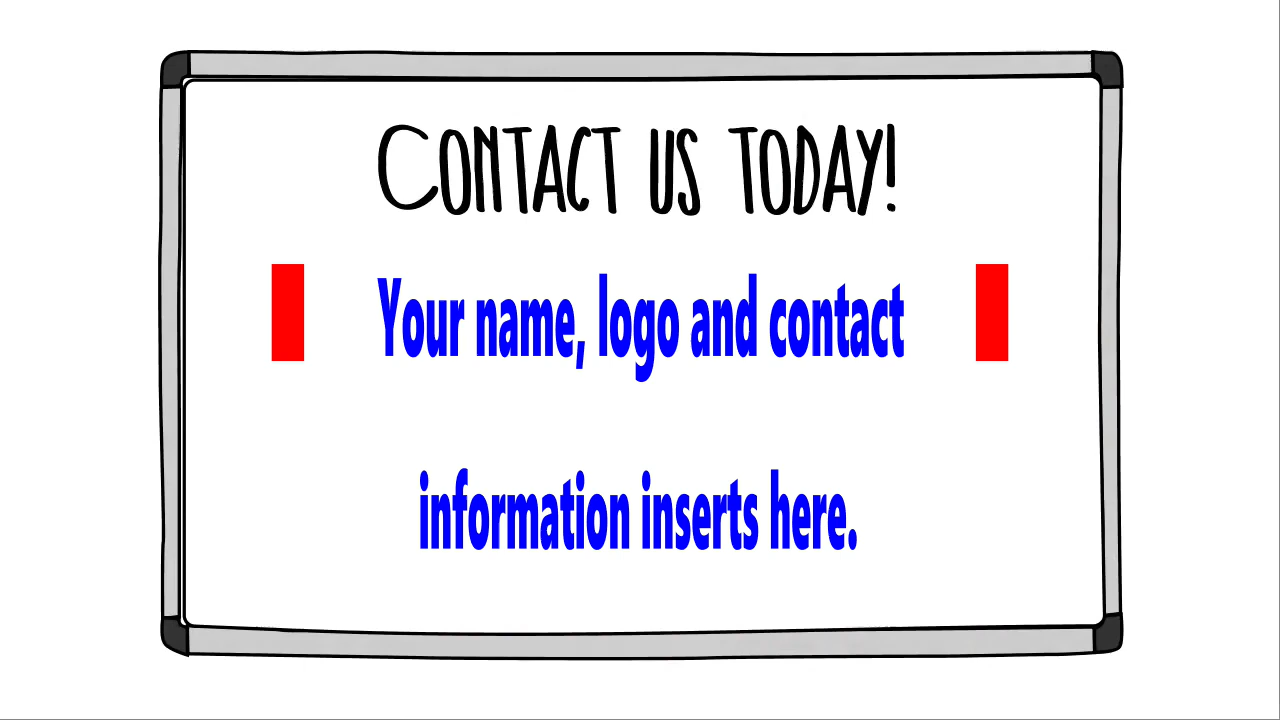 CONTACT US TODAY!
Your name, logo and contact
information inserts here.